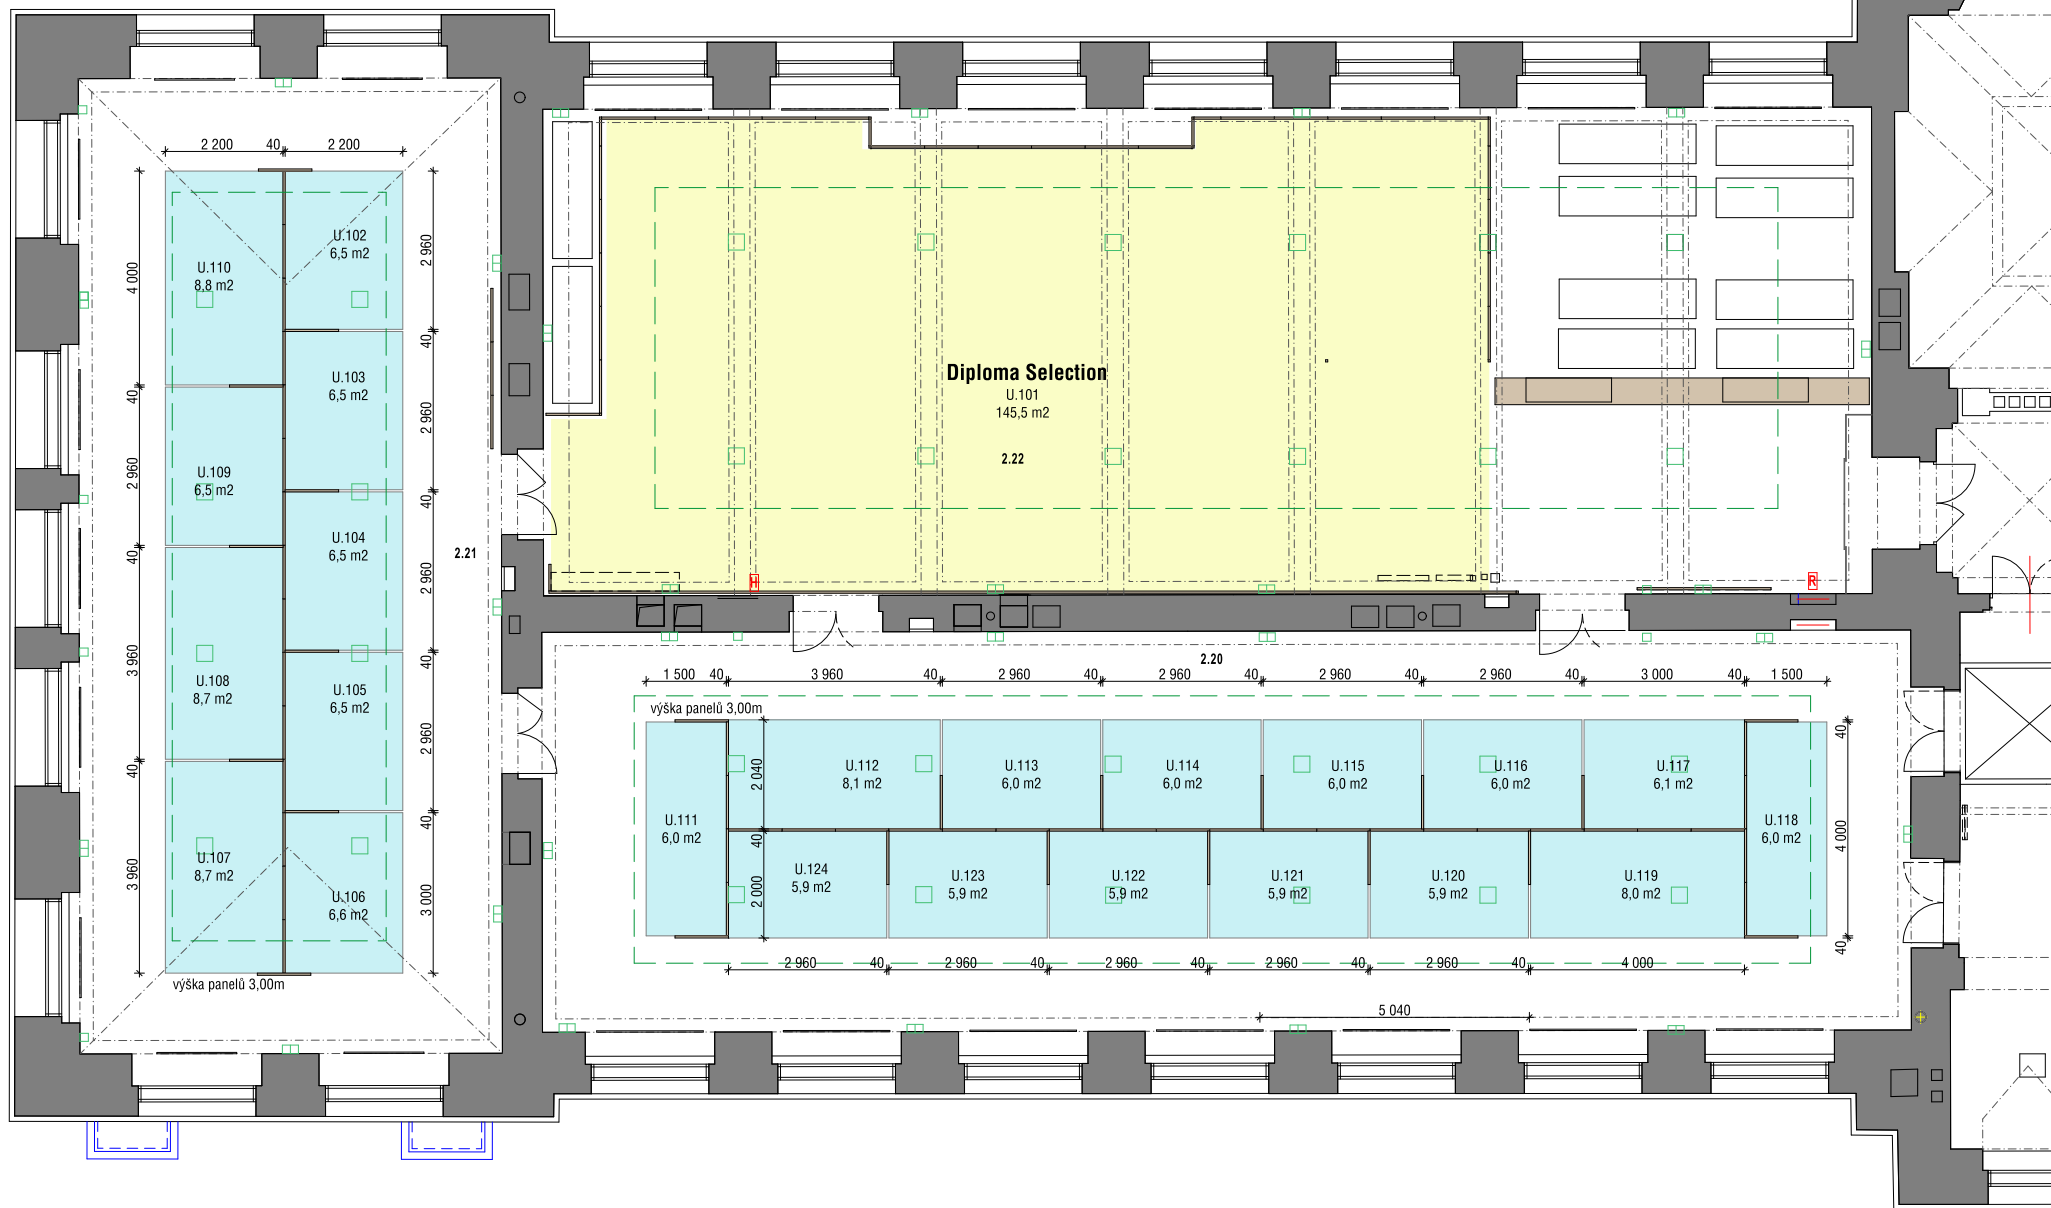 2 200
40
2 200
U.110
8,8 m2
U.102
6,5 m2
4 000
2 960
40
40
U.103
6,5 m2
2 960
U.109
6,5 m2
2 960
40
40
U.104
6,5 m2
2.21
2 960
U.108
8,7 m2
3 960
40
40
U.105
6,5 m2
2 960
U.107
8,7 m2
3 960
40
U.106
6,6 m2
3 000
výška panelů 3,00m
Diploma Selection
U.101
145,5 m2
2.22
H
R
2.20
1 500
40
3 960
40
2 960
40
2 960
40
2 960
40
2 960
40
3 000
40
1 500
výška panelů 3,00m
U.111
6,0 m2
2 040
U.112
8,1 m2
U.113
6,0 m2
U.114
6,0 m2
U.115
6,0 m2
U.116
6,0 m2
U.117
6,1 m2
U.118
6,0 m2
40
4 000
40
40
2 000
U.124
5,9 m2
U.123
5,9 m2
U.122
5,9 m2
U.121
5,9 m2
U.120
5,9 m2
U.119
8,0 m2
2 960
40
2 960
40
2 960
40
2 960
40
2 960
40
4 000
5 040